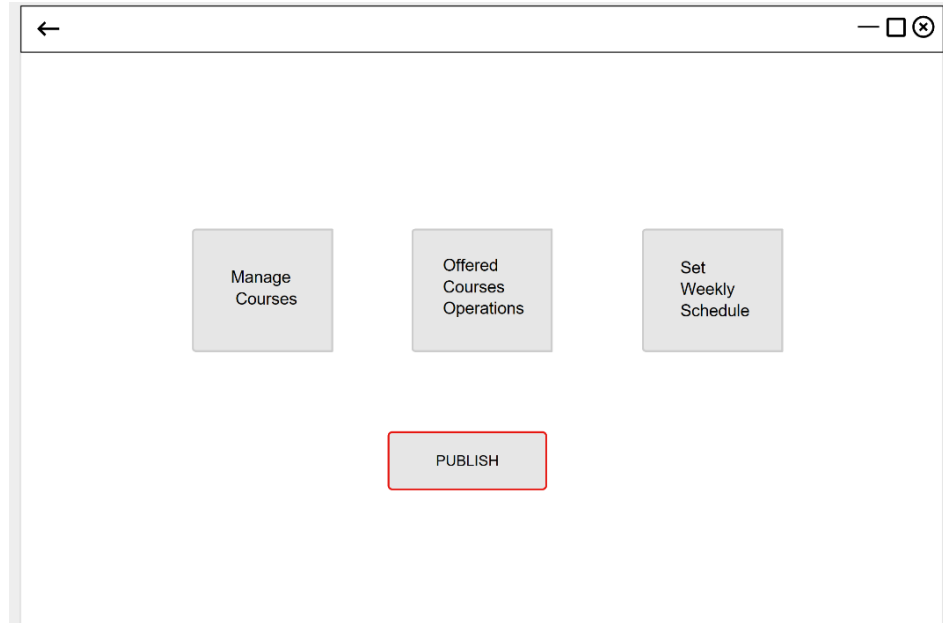 Manage
Courses
Offered
Courses
Operations
Set
Weekly
Schedule
PUBLISH